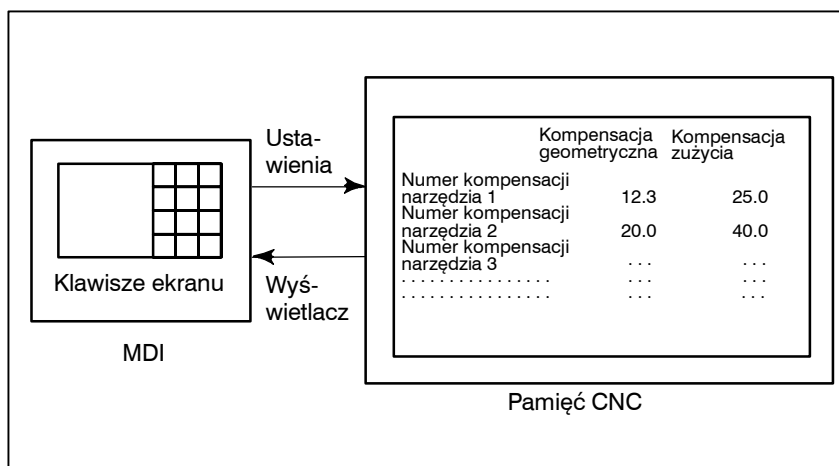 Usta-
wienia
Klawisze ekranu
Wyś-
wietlacz
MDI
Kompensacja geometryczna
Kompensacja zużycia
Numer kompensacji
narzędzia 1 12.3 25.0
Numer kompensacji
narzędzia 2 20.0 40.0
Numer kompensacji
narzędzia 3 . . . . . .
. . . . . . . . . . . . . . . . . . . . . .
. . . . . . . . . . . . . . . . . . . . . .
Pamięć CNC